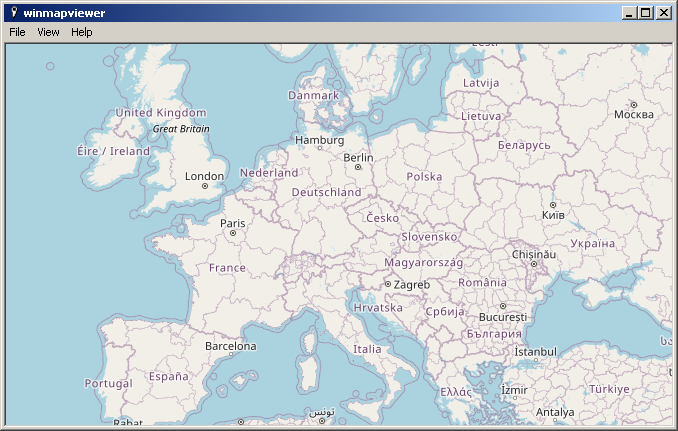 winmapviewer
File View Help
Eesti
Latvija
Danmark
Москва
United Kingdom
Lietuva
Great Britain
Беларусь
Hamburg
Éire / Ireland
Berlin
London
Nederland
Polska
Deutschland
Київ
Česko
Paris
Slovensko
Україна
Chișinău
Magyarország
France
România
Zagreb
Hrvatska
Србија
București
България
Barcelona
Italia
İstanbul
España
Portugal
Ελλάς
İzmir
Türkiye
تونس
Antalya
Rabat